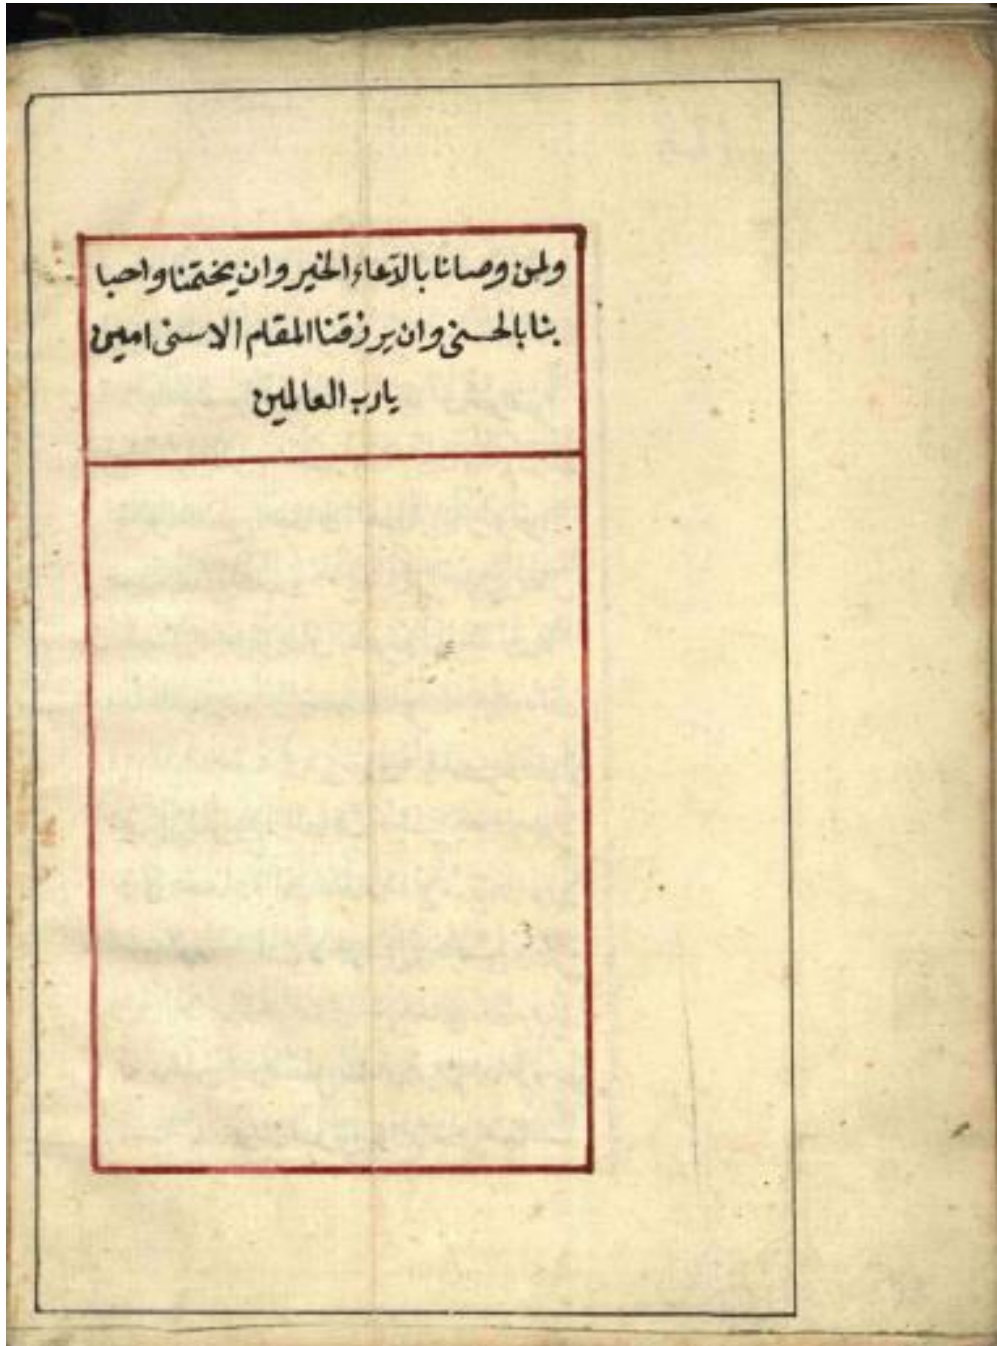 ولمن وصانا بالدعاء الخير وان يختمنا واحبا
بنا بالحسنى وان يرزقنا المقام الاسنى امين
يارب العالمين